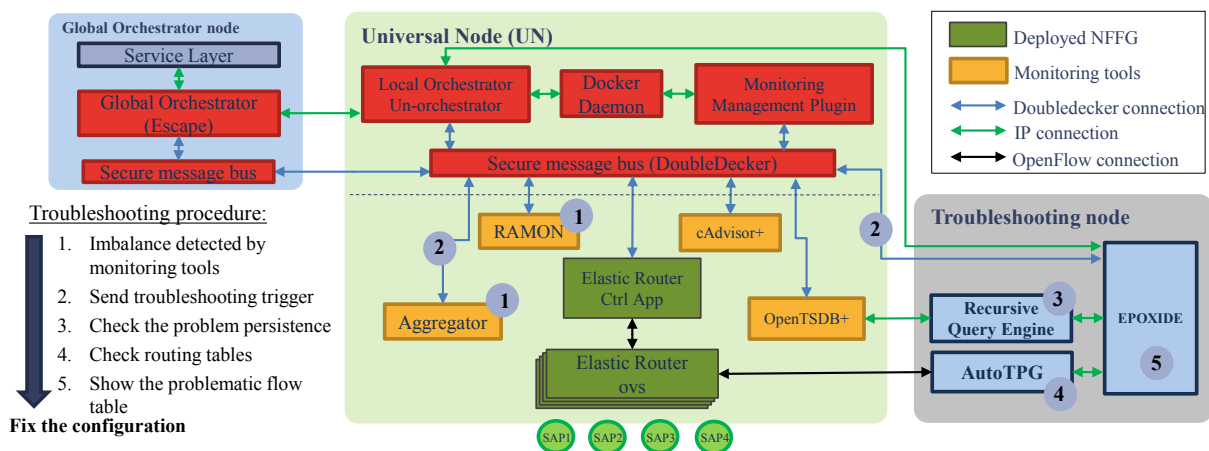 Global Orchestrator node
Service Layer
Global Orchestrator
(Escape)
Secure message bus
Troubleshooting procedure:
1. Imbalance detected by
monitoring tools
2. Send troubleshooting trigger
3. Check the problem persistence
4. Check routing tables
5. Show the problematic flow
table
Fix the configuration
Universal Node (UN)
Local Orchestrator
Un-orchestrator
Docker
Daemon
Monitoring
Management Plugin
Secure message bus (DoubleDecker)
RAMON
1
cAdvisor+
2
Aggregator
1
Elastic Router
Ctrl App
OpenTSDB+
Elastic Router
ovs
SAP1
SAP2
SAP3
SAP4
Deployed NFFG
Monitoring tools
Doubledecker connection
IP connection
OpenFlow connection
2
Troubleshooting node
Recursive
Query Engine
3
AutoTPG
4
EPOXIDE
5